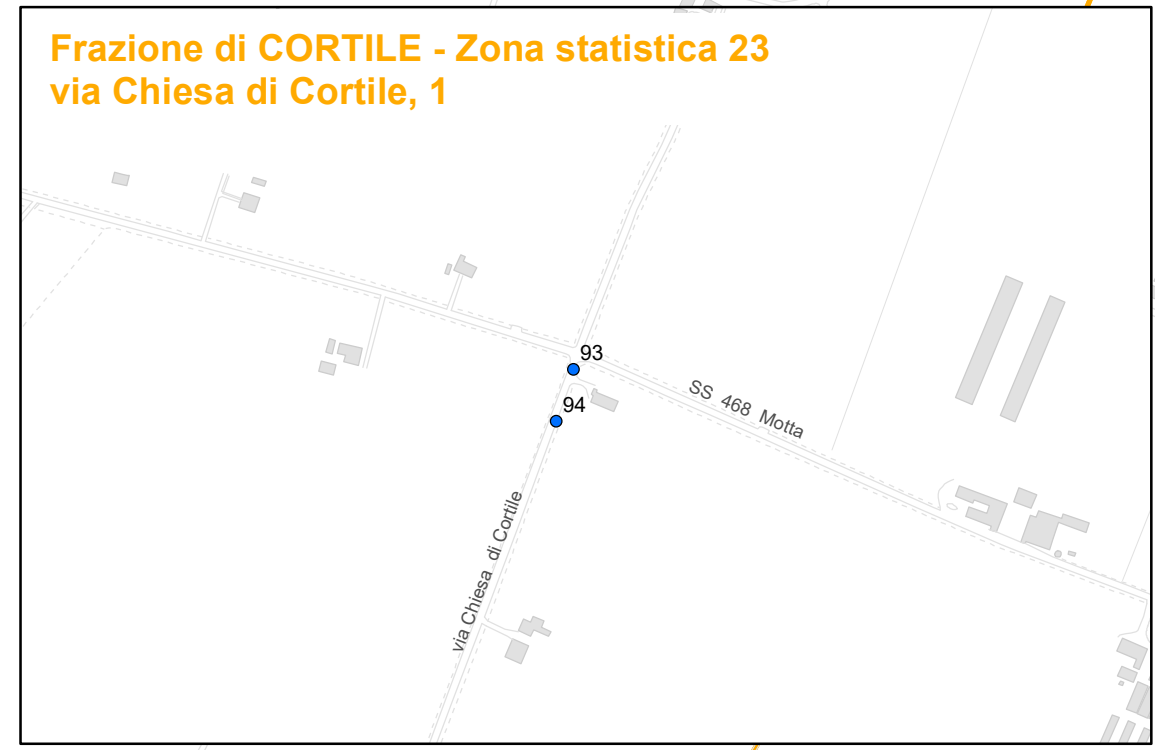 Frazione di CORTILE - Zona statistica 23
via Chiesa di Cortile, 1
93
SS 468 Motta
94
via Chiesa di Cortile